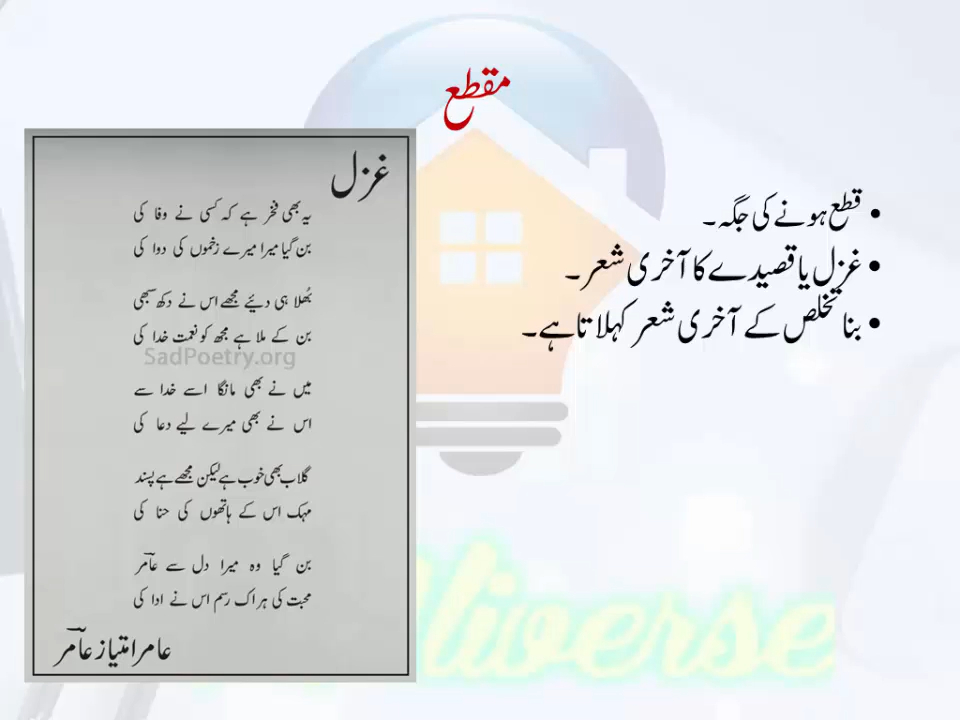 مقطع
• قطع ہونے کی جگہ۔
• غزل یا قصیدے کا آخری شعر۔
• بنا تخلص کے آخری شعر کہلاتا ہے۔
غزل
یہ بھی فخر ہے کہ کسی نے وفا کی
بن گیا میرا میرے زخموں کی دوا کی
بُھلا ہی دئیے مجھے اس نے دکھ سبھی
بن کے ملا ہے مجھ کو نعمت خدا کی
SadPoetry.org
میں نے بھی مانگا اسے خدا سے
اس نے بھی میرے لیے دعا کی
گلاب بھی خوب ہے لیکن مجھے ہے پسند
مہک اس کے ہاتھوں کی حنا کی
بن گیا وہ میرا دل سے عامرؔ
محبت کی ہر اک رسم اس نے ادا کی
عامر امتیاز عامرؔ